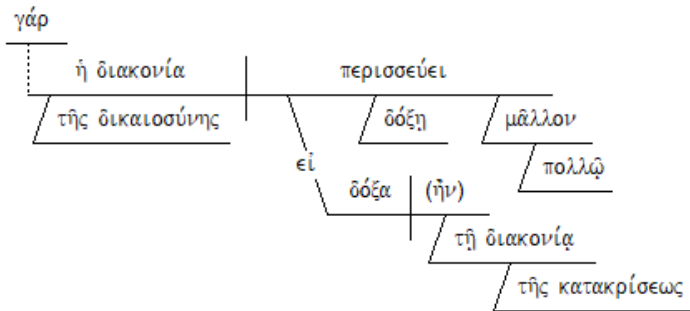 γάρ
ἡ διακονία περισσεύει
τῆς δικαιοσύνης δόξῃ μᾶλλον
εἰ πολλῷ
δόξα (ἦν)
τῇ διακονίᾳ
τῆς κατακρίσεως